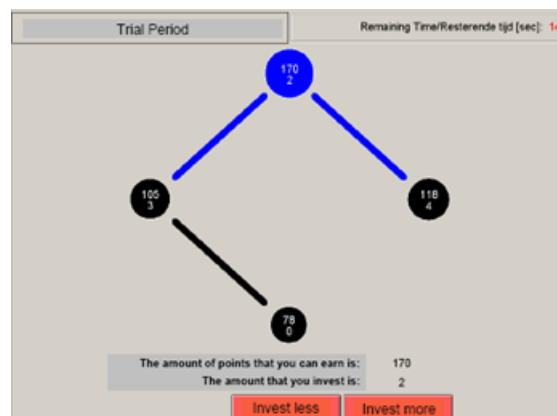 Trial Period
Remaining Time/Resterende tijd [sec]: 14
170
2
105
3
118
4
78
0
The amount of points that you can earn is: 170
The amount that you invest is: 2
Invest less
Invest more